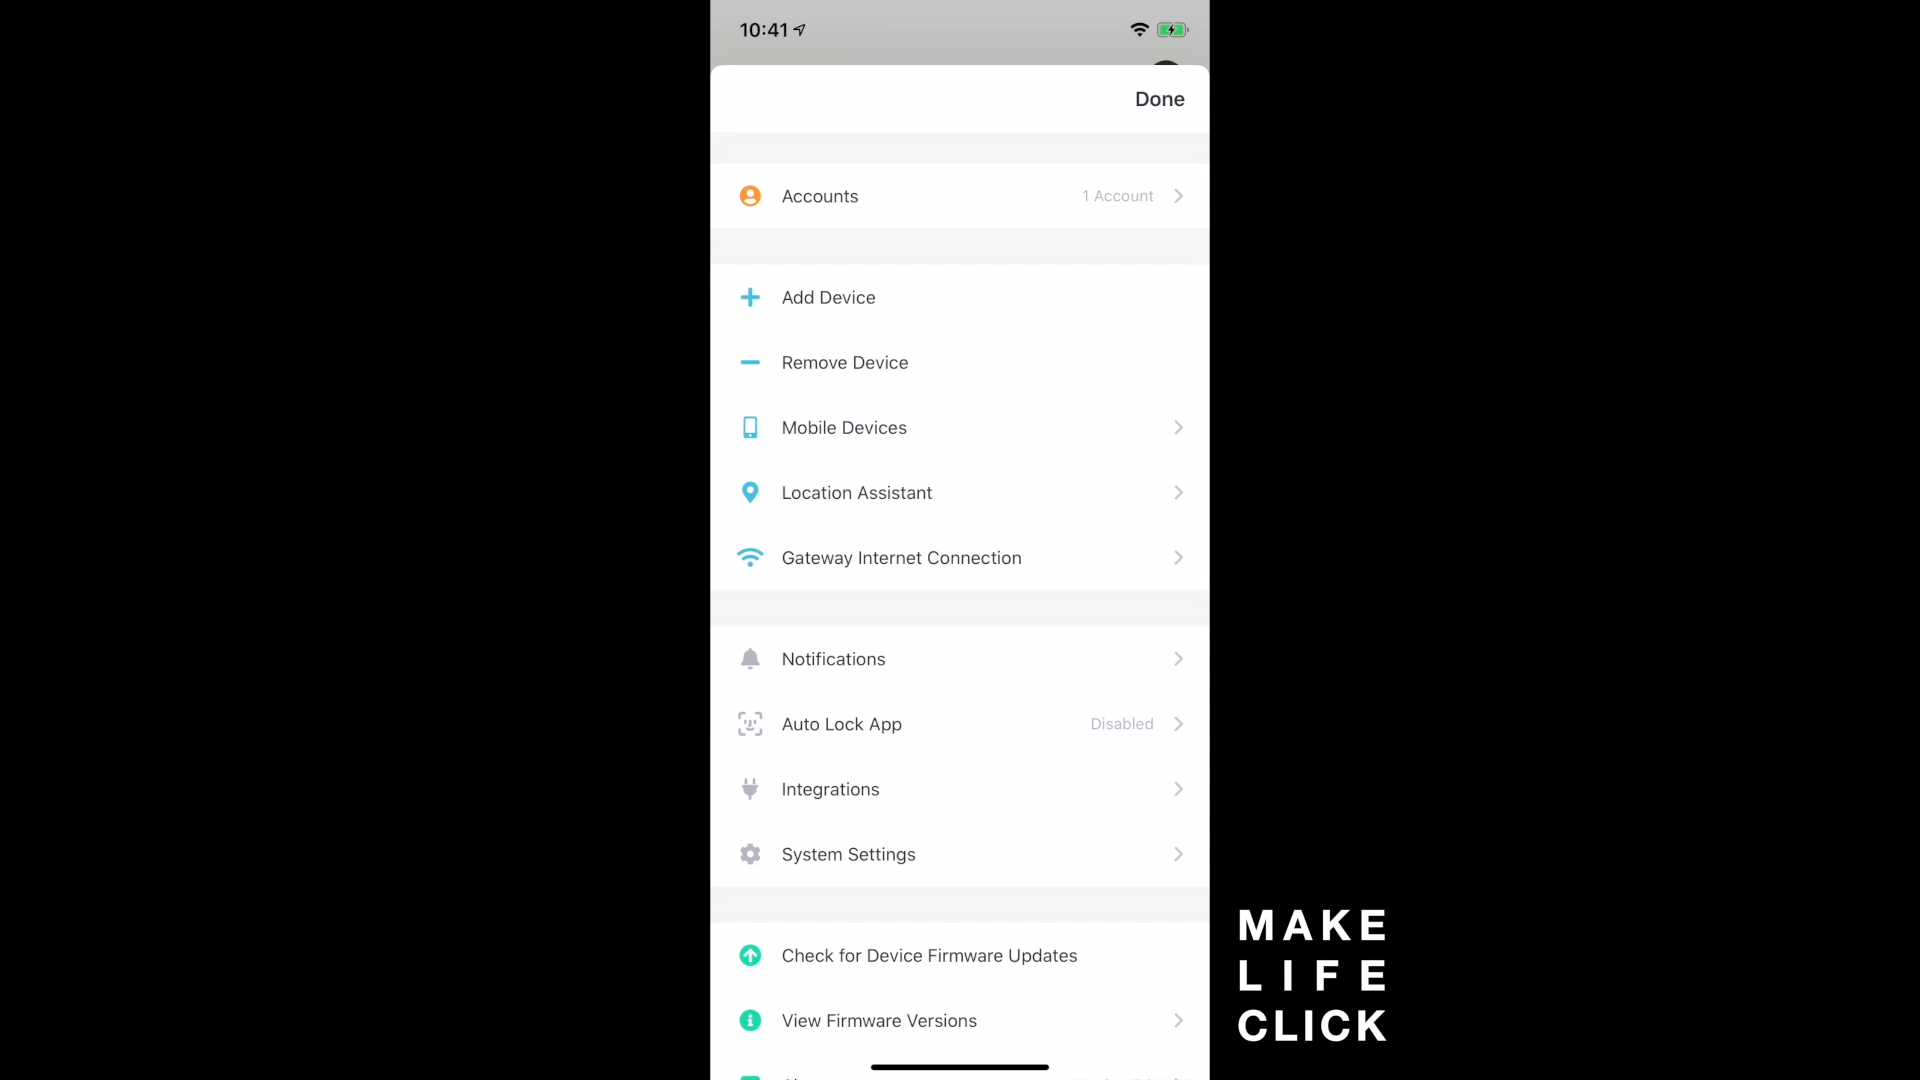 10:41
Done
Accounts 1 Account
Add Device
Remove Device
Mobile Devices
Location Assistant
Gateway Internet Connection
Notifications
Auto Lock App Disabled
Integrations
System Settings
Check for Device Firmware Updates
View Firmware Versions
MAKE
LIFE
CLICK